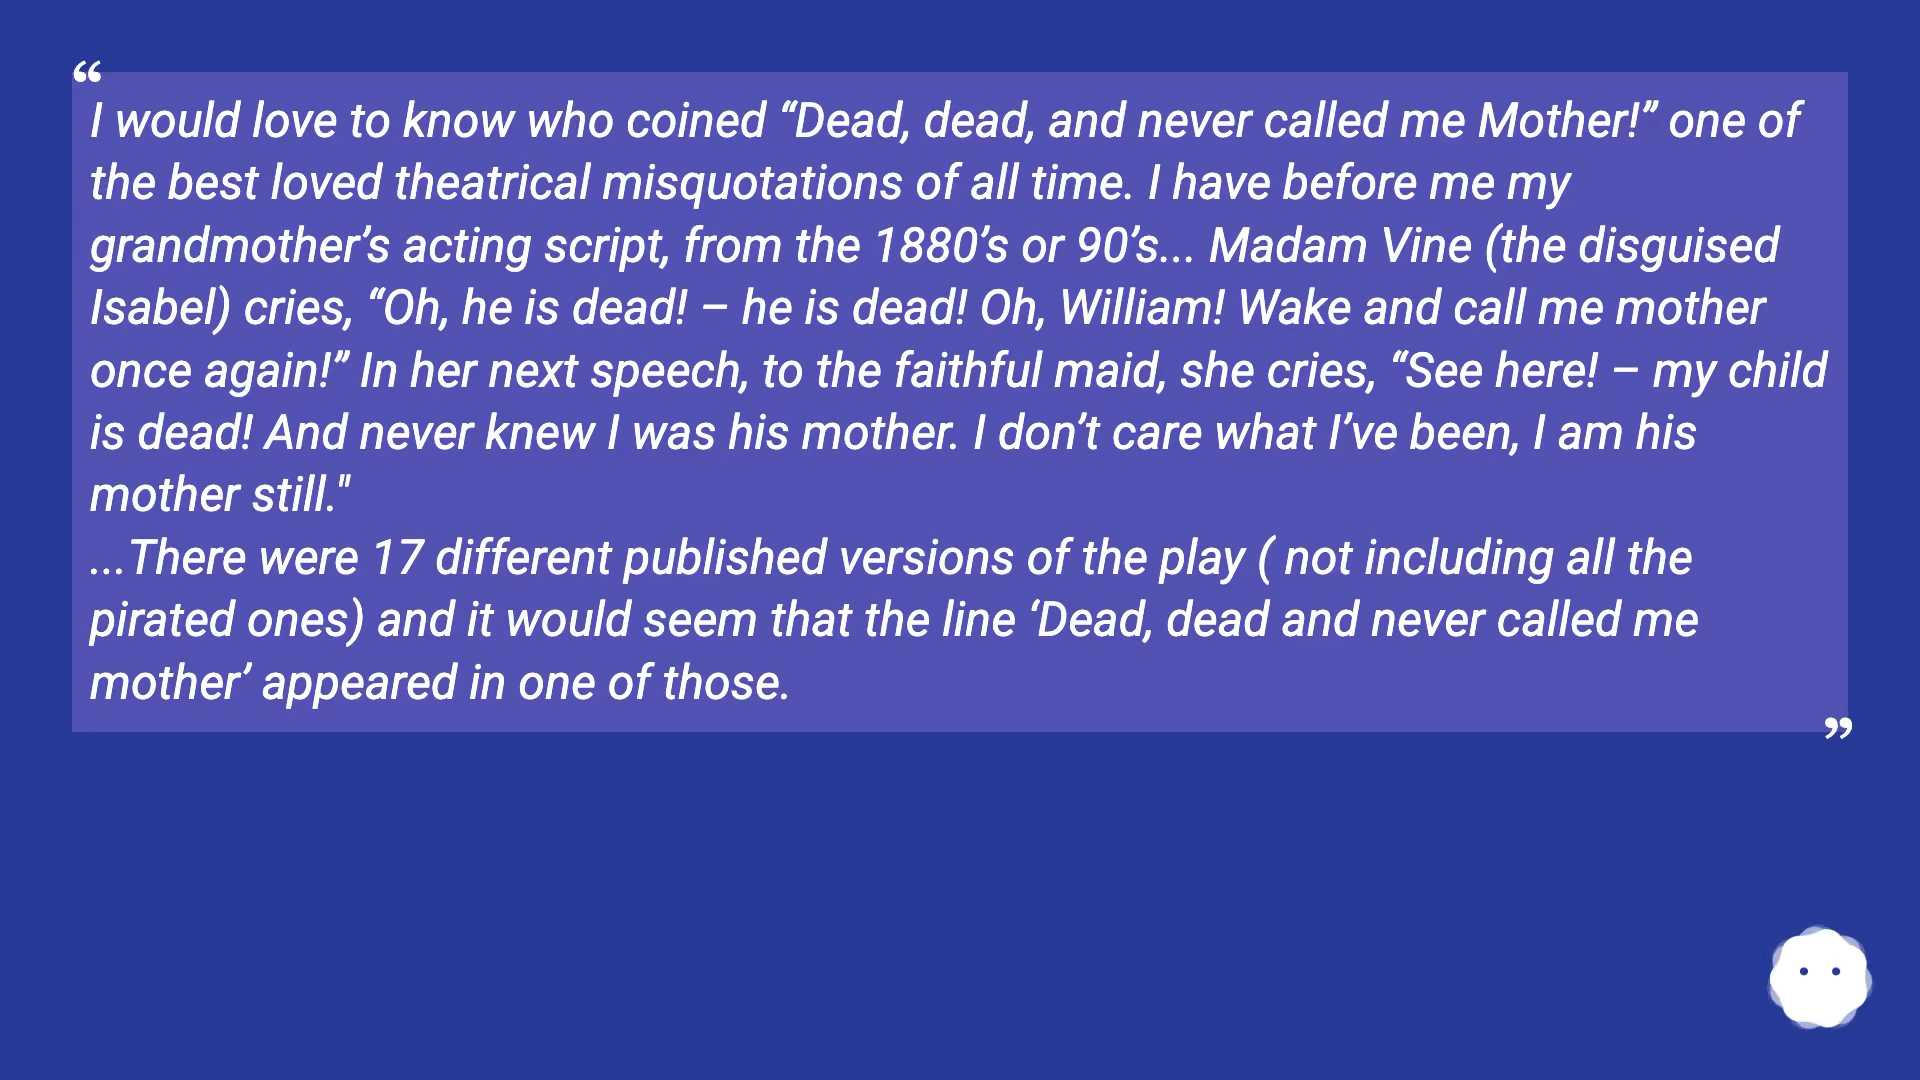 “
I would love to know who coined “Dead, dead, and never called me Mother!” one of
the best loved theatrical misquotations of all time. I have before me my
grandmother’s acting script, from the 1880’s or 90’s... Madam Vine (the disguised
Isabel) cries, “Oh, he is dead! – he is dead! Oh, William! Wake and call me mother
once again!” In her next speech, to the faithful maid, she cries, “See here! – my child
is dead! And never knew I was his mother. I don’t care what I’ve been, I am his
mother still."
...There were 17 different published versions of the play ( not including all the
pirated ones) and it would seem that the line ‘Dead, dead and never called me
mother’ appeared in one of those.
”